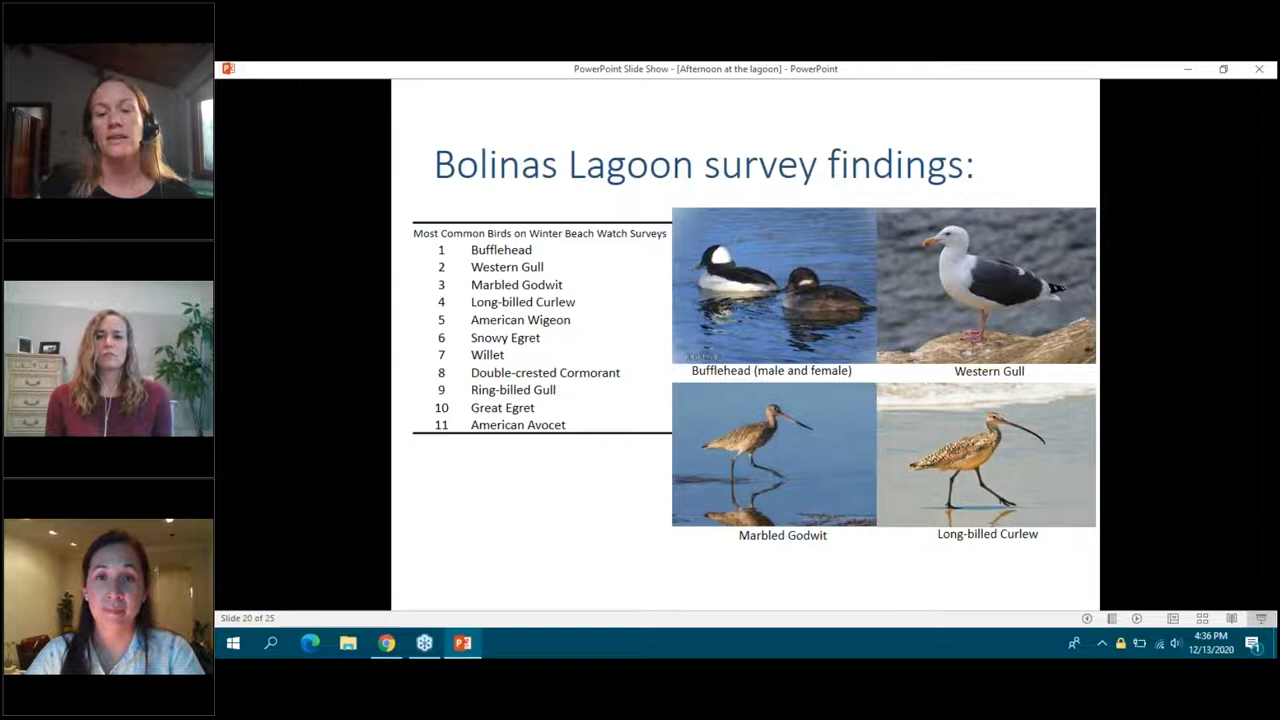 PowerPoint Slide Show - [Afternoon at the lagoon] - PowerPoint
Bolinas Lagoon survey findings:
Most Common Birds on Winter Beach Watch Surveys
1 Bufflehead
2 Western Gull
3 Marbled Godwit
4 Long-billed Curlew
5 American Wigeon
6 Snowy Egret
7 Willet
8 Double-crested Cormorant
9 Ring-billed Gull
10 Great Egret
11 American Avocet
Bufflehead (male and female)
Western Gull
Marbled Godwit
Long-billed Curlew
Slide 20 of 25
4:36 PM
12/13/2020